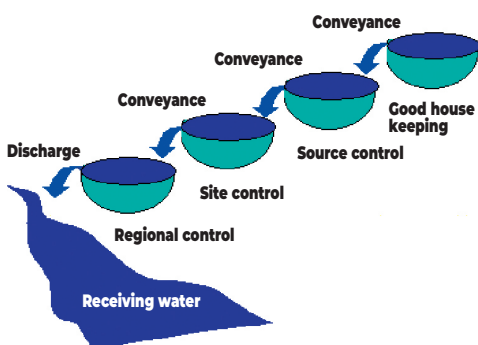 Conveyance
Conveyance
Conveyance
Good house
keeping
Discharge
Source control
Site control
Regional control
Receiving water